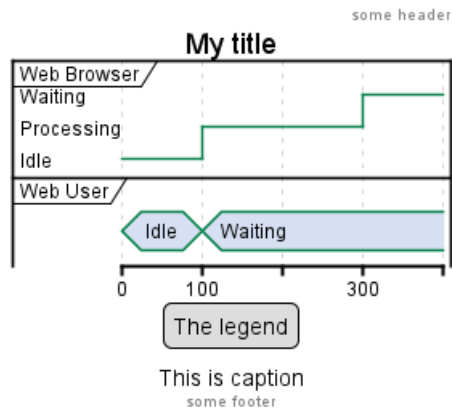 some header
My title
Web Browser
Waiting
Processing
Idle
Web User
Idle Waiting
0 100 300
The legend
This is caption
some footer